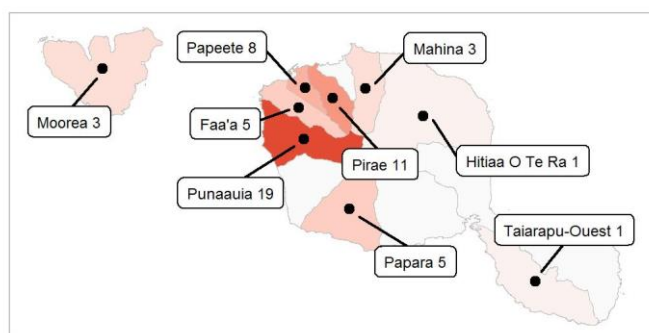 Papeete 8
Mahina 3
Moorea 3
Faa'a 5
Pirae 11
Hitiaa O Te Ra 1
Punaauia 19
Taiarapu-Ouest 1
Papara 5